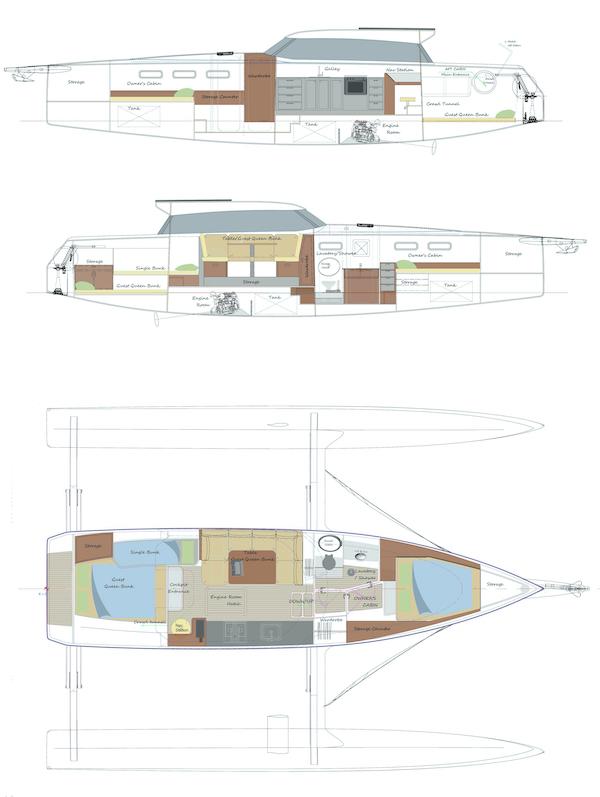 Galley
Nav Station
AFT Cabin
Main Entrance
Storage
Owner's Cabin
Wardrobe
Storage Counter
Crawl Tunnel
Tank
Tank
Engine
Room
Guest Queen Bunk
Table/Guest Queen Bunk
Storage
Lavatory/Shower
Owner's Cabin
Storage
Single Bunk
Wardrobe
Guest Queen Bunk
Storage
Storage
Engine
Room
Tank
Tank
Storage
Single Bunk
Table
Guest Queen Bunk
Guest
Queen Bunk
Cockpit
Entrance
Engine Room
Hatch
Lavatory
/ Shower
DOWN/UP
OWNER'S
CABIN
Storage
Crawl tunnel
Nav
Station
Wardrobe
Storage Counter